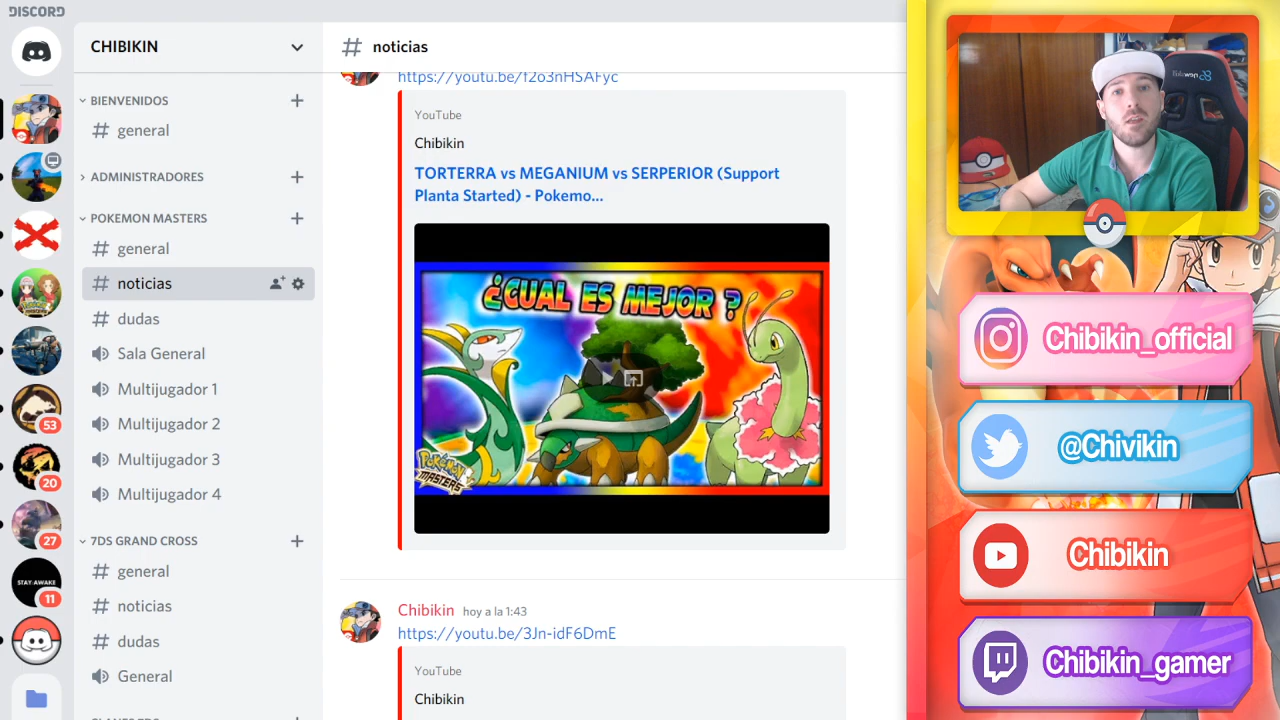 DISCORD
CHIBIKIN
BIENVENIDOS
general
ADMINISTRADORES
POKEMON MASTERS
general
noticias
dudas
Sala General
Multijugador 1
Multijugador 2
Multijugador 3
Multijugador 4
7DS GRAND CROSS
general
noticias
dudas
General
53
20
27
STAY AWAKE
11
noticias
https://youtu.be/f2o3nHSAFyc
YouTube
Chibikin
TORTERRA vs MEGANIUM vs SERPERIOR (Support
Planta Started) - Pokemo...
¿CUAL ES MEJOR ?
POKÉMON
MASTERS
Chibikin hoy a la 1:43
https://youtu.be/3Jn-idF6DmE
YouTube
Chibikin
Chibikin_official
@Chivikin
Chibikin
Chibikin_gamer